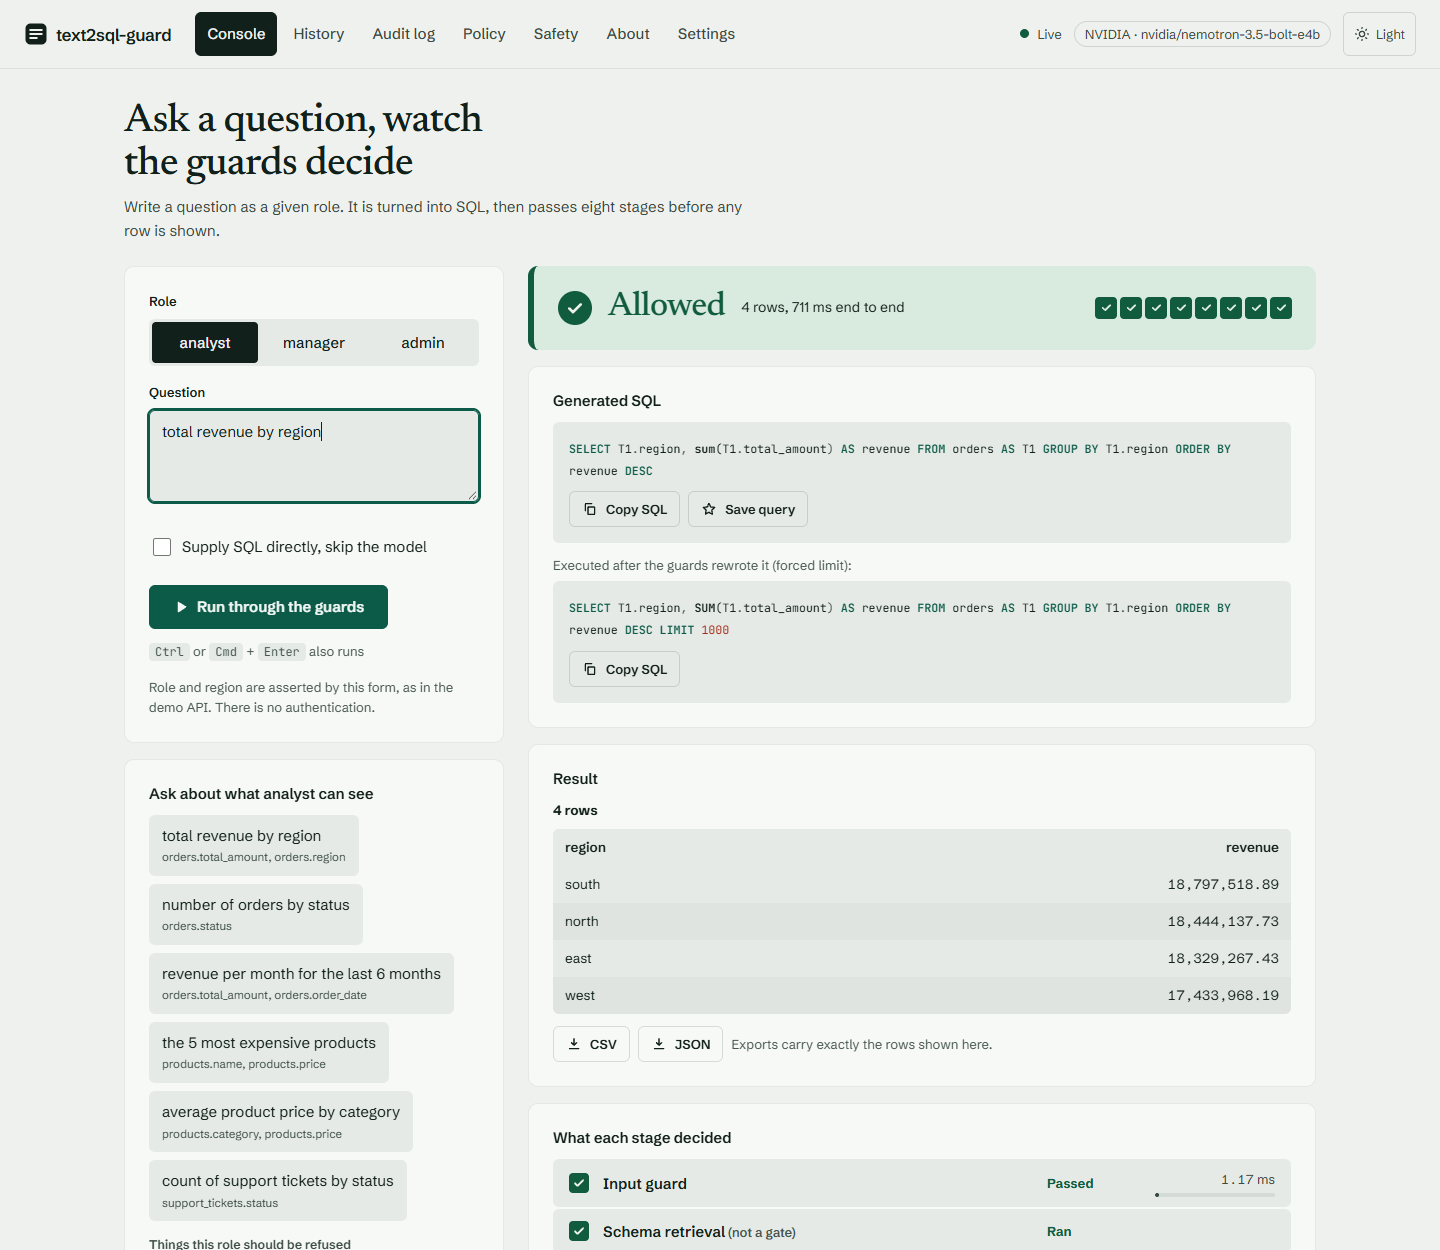 text2sql-guard
Console
History
Audit log
Policy
Safety
About
Settings
Live
NVIDIA · nvidia/nemotron-3.5-bolt-e4b
Light
Ask a question, watch
the guards decide
Write a question as a given role. It is turned into SQL, then passes eight stages before any
row is shown.
Role
analyst
manager
admin
Question
total revenue by region
Supply SQL directly, skip the model
Run through the guards
Ctrl or Cmd + Enter also runs
Role and region are asserted by this form, as in the
demo API. There is no authentication.
Ask about what analyst can see
total revenue by region
orders.total_amount, orders.region
number of orders by status
orders.status
revenue per month for the last 6 months
orders.total_amount, orders.order_date
the 5 most expensive products
products.name, products.price
average product price by category
products.category, products.price
count of support tickets by status
support_tickets.status
Things this role should be refused
Allowed
4 rows, 711 ms end to end
Generated SQL
SELECT T1.region, sum(T1.total_amount) AS revenue FROM orders AS T1 GROUP BY T1.region ORDER BY
revenue DESC
Copy SQL
Save query
Executed after the guards rewrote it (forced limit):
SELECT T1.region, SUM(T1.total_amount) AS revenue FROM orders AS T1 GROUP BY T1.region ORDER BY
revenue DESC LIMIT 1000
Copy SQL
Result
4 rows
region revenue
south 18,797,518.89
north 18,444,137.73
east 18,329,267.43
west 17,433,968.19
CSV
JSON
Exports carry exactly the rows shown here.
What each stage decided
Input guard Passed 1.17 ms
Schema retrieval (not a gate) Ran